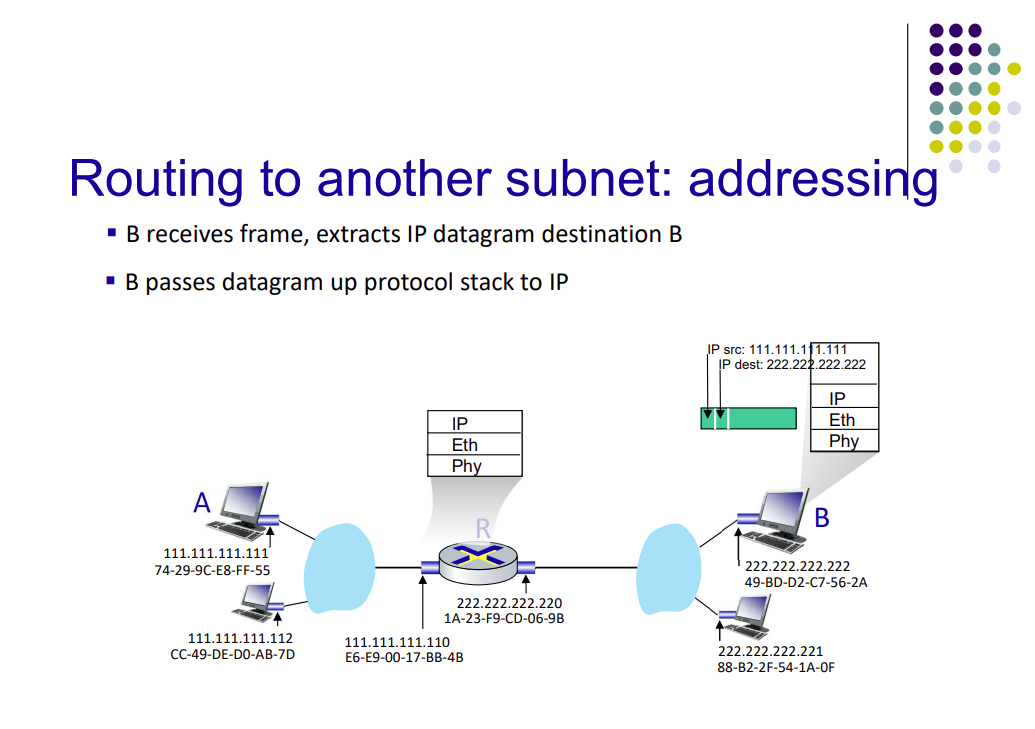 Routing to another subnet: addressing
B receives frame, extracts IP datagram destination B
B passes datagram up protocol stack to IP
IP src: 111.111.111.111
IP dest: 222.222.222.222
IP
Eth
Phy
IP
Eth
Phy
A
R
B
111.111.111.111
74-29-9C-E8-FF-55
222.222.222.222
49-BD-D2-C7-56-2A
222.222.222.220
1A-23-F9-CD-06-9B
111.111.111.112
CC-49-DE-D0-AB-7D
111.111.111.110
E6-E9-00-17-BB-4B
222.222.222.221
88-B2-2F-54-1A-0F